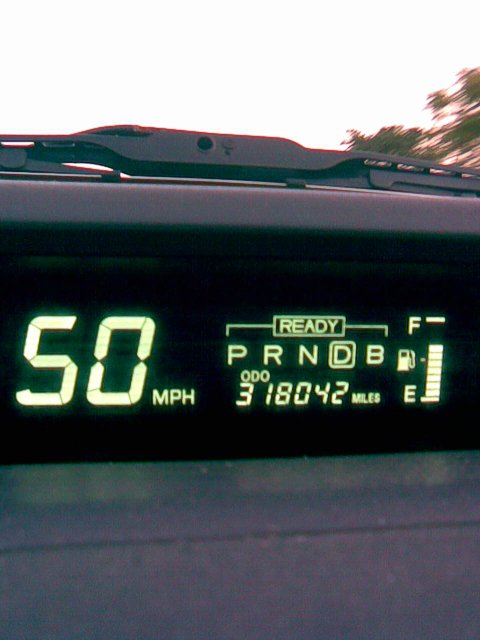 50 MPH
READY
P R N D B
ODO
318042 MILES
F
E